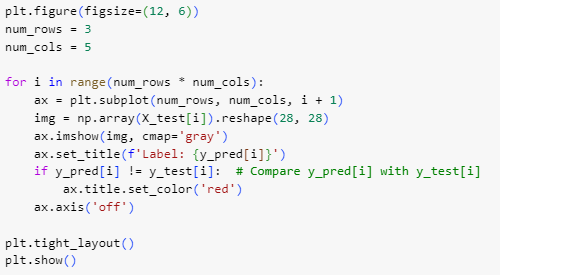 plt.figure(figsize=(12, 6))
num_rows = 3
num_cols = 5

for i in range(num_rows * num_cols):
    ax = plt.subplot(num_rows, num_cols, i + 1)
    img = np.array(X_test[i]).reshape(28, 28)
    ax.imshow(img, cmap='gray')
    ax.set_title(f'Label: {y_pred[i]}')
    if y_pred[i] != y_test[i]:  # Compare y_pred[i] with y_test[i]
        ax.title.set_color('red')
    ax.axis('off')

plt.tight_layout()
plt.show()